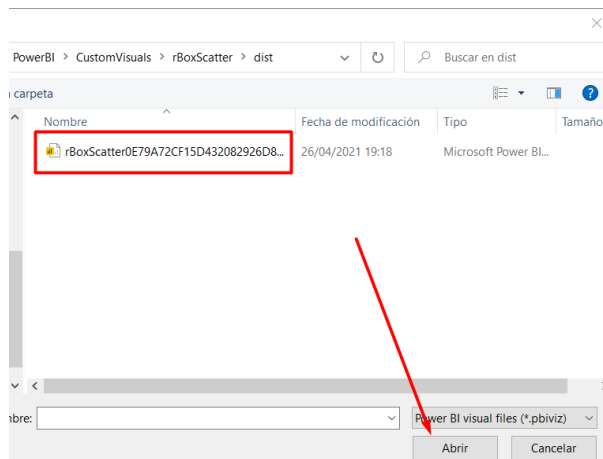 PowerBI > CustomVisuals > rBoxScatter > dist
Buscar en dist
carpeta
Nombre Fecha de modificación Tipo Tamaño
rBoxScatter0E79A72CF15D432082926D8... 26/04/2021 19:18 Microsoft Power BI...
mbre: Power BI visual files (*.pbiviz)
Abrir Cancelar